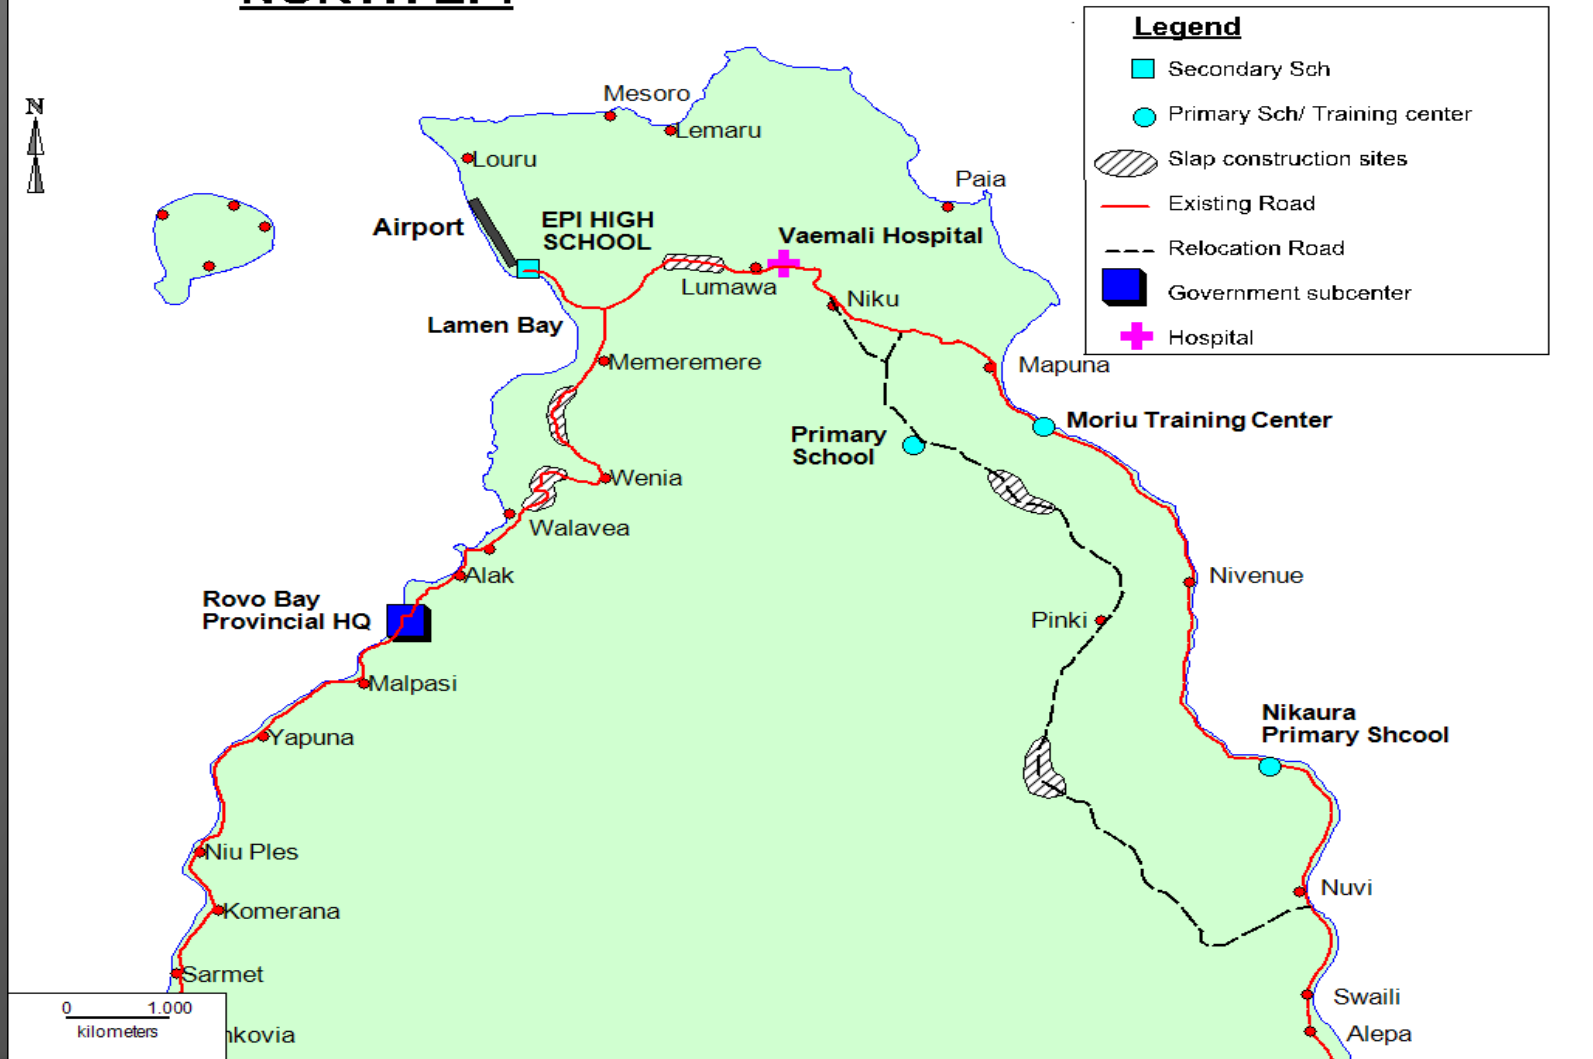 Legend
Secondary Sch
Primary Sch/ Training center
Slap construction sites
Existing Road
Relocation Road
Government subcenter
Hospital
N
Mesoro
Lemaru
Louru
Paia
Airport
EPI HIGH
SCHOOL
Vaemali Hospital
Lumawa
Niku
Lamen Bay
Memeremere
Mapuna
Moriu Training Center
Primary
School
Wenia
Walavea
Alak
Nivenue
Rovo Bay
Provincial HQ
Pinki
Malpasi
Nikaura
Primary Shcool
Yapuna
Niu Ples
Nuvi
Komerana
Sarmet
Swaili
0 1.000
kilometers
Alepa